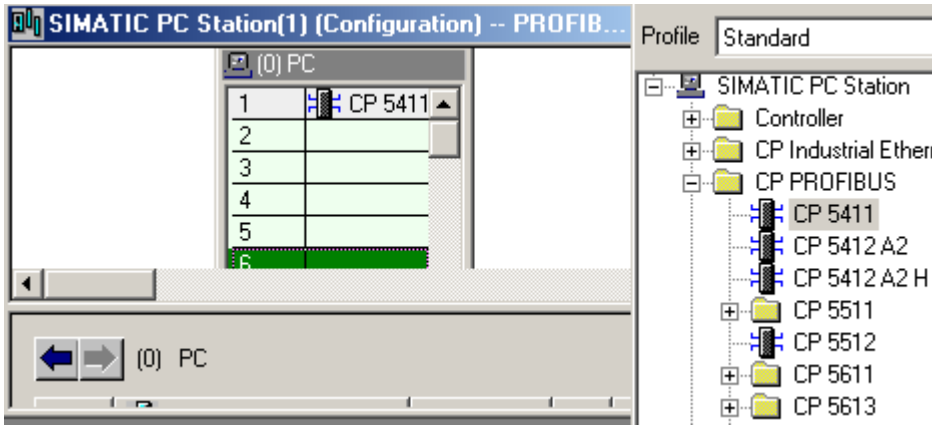 SIMATIC PC Station(1) (Configuration) -- PROFIB...
(0) PC
1 CP 5411
2
3
4
5
6
(0) PC
Profile Standard
SIMATIC PC Station
Controller
CP Industrial Ether
CP PROFIBUS
CP 5411
CP 5412 A2
CP 5412 A2 H
CP 5511
CP 5512
CP 5611
CP 5613